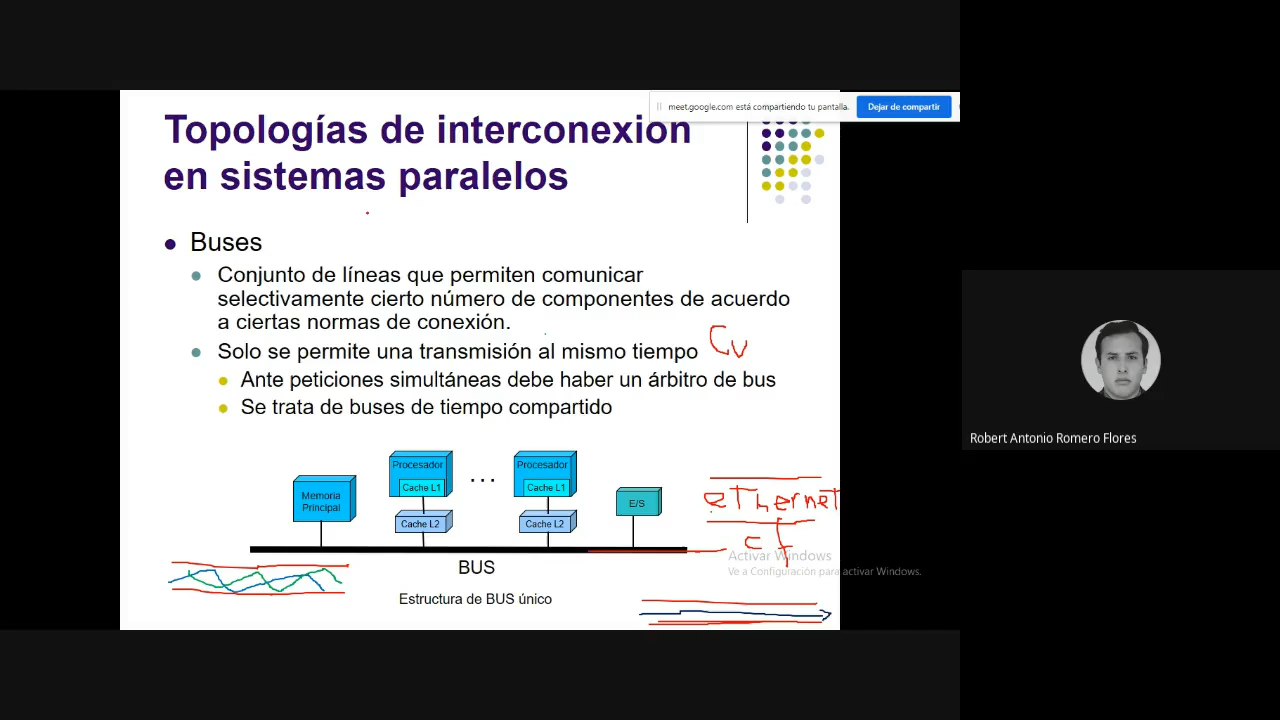 meet.google.com está compartiendo tu pantalla.
Dejar de compartir
Topologías de interconexión
en sistemas paralelos
Buses
Conjunto de líneas que permiten comunicar
selectivamente cierto número de componentes de acuerdo
a ciertas normas de conexión.
Solo se permite una transmisión al mismo tiempo
Ante peticiones simultáneas debe haber un árbitro de bus
Se trata de buses de tiempo compartido
Memoria
Principal
Procesador
Cache L1
Cache L2
...
Procesador
Cache L1
Cache L2
E/S
eThernet
BUS
Estructura de BUS único
Activar Windows
Ve a Configuración para activar Windows.
Robert Antonio Romero Flores